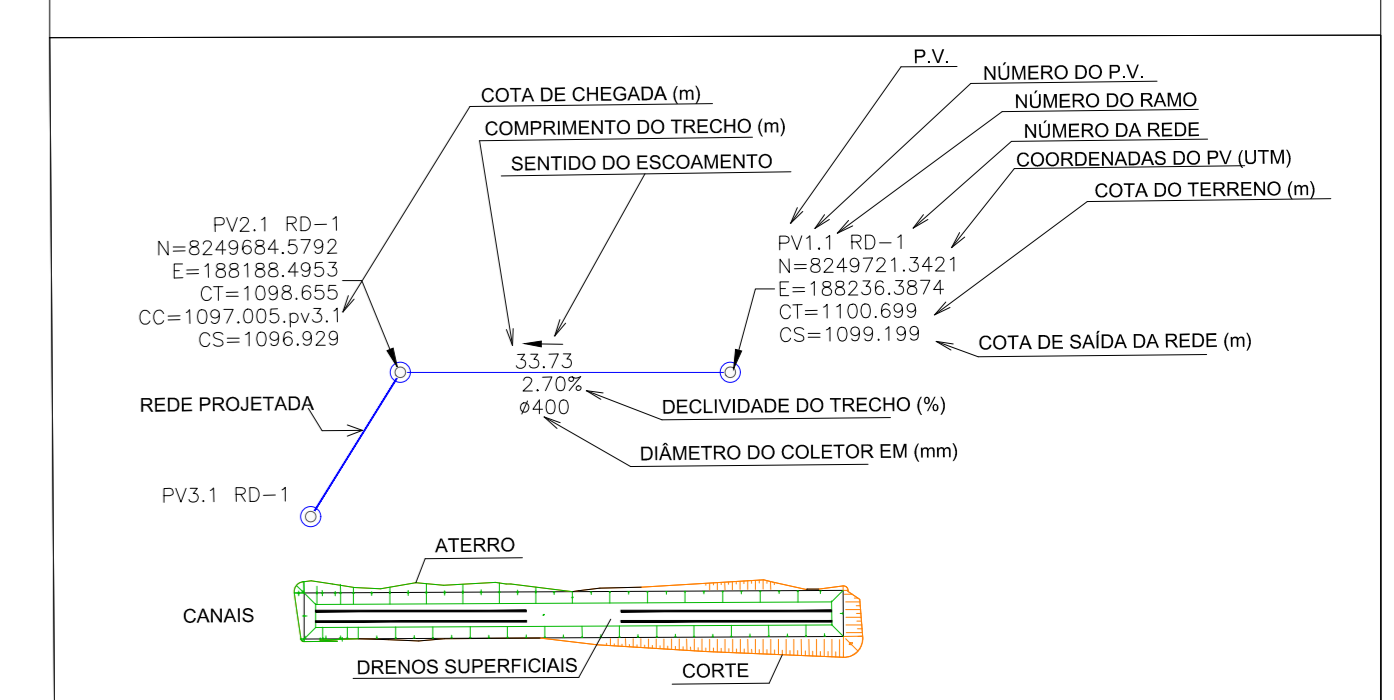 P.V.
NÚMERO DO P.V.
COTA DE CHEGADA (m)
NÚMERO DO RAMO
COMPRIMENTO DO TRECHO (m)
NÚMERO DA REDE
SENTIDO DO ESCOAMENTO
COORDENADAS DO PV (UTM)
COTA DO TERRENO (m)
PV2.1 RD-1
N=8249684.5792
E=188188.4953
CT=1098.655
CC=1097.005.pv3.1
CS=1096.929
PV1.1 RD-1
N=8249721.3421
E=188236.3874
CT=1100.699
CS=1099.199
COTA DE SAÍDA DA REDE (m)
33.73
2.70%
ø400
REDE PROJETADA
DECLIVIDADE DO TRECHO (%)
DIÂMETRO DO COLETOR EM (mm)
PV3.1 RD-1
ATERRO
CANAIS
DRENOS SUPERFICIAIS
CORTE